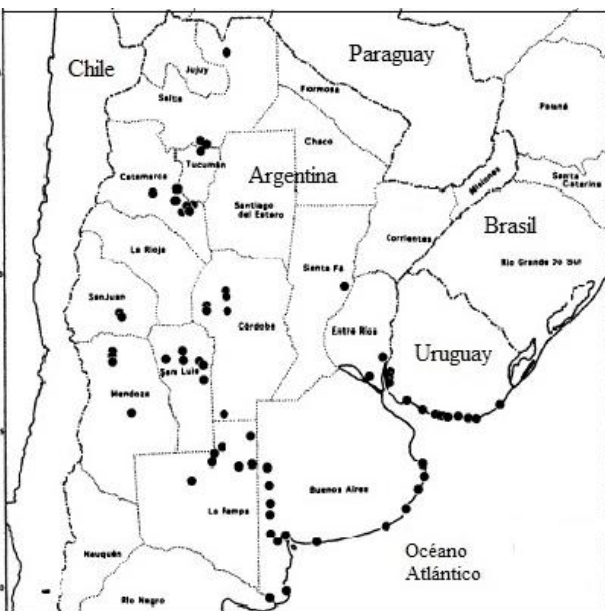 Paraguay
Chile
Jujuy
Formosa
Salta
Paraná
Chaco
Tucumán
Catamarca
Argentina
Misiones
Santa
Catarina
Santiago
del Estero
Corrientes
Brasil
La Rioja
Rio Grande Do Sul
Santa Fé
San Juan
Córdoba
Entre Ríos
Uruguay
San Luis
Mendoza
Buenos Aires
La Pampa
Océano
Atlántico
Neuquén
Río Negro